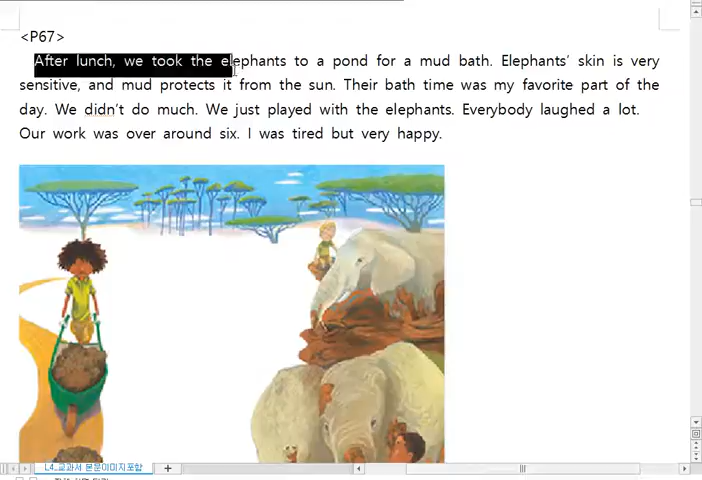 <P67>
After lunch, we took the elephants to a pond for a mud bath. Elephants' skin is very
sensitive, and mud protects it from the sun. Their bath time was my favorite part of the
day. We didn't do much. We just played with the elephants. Everybody laughed a lot.
Our work was over around six. I was tired but very happy.
L4_교과서 본문이미지포함